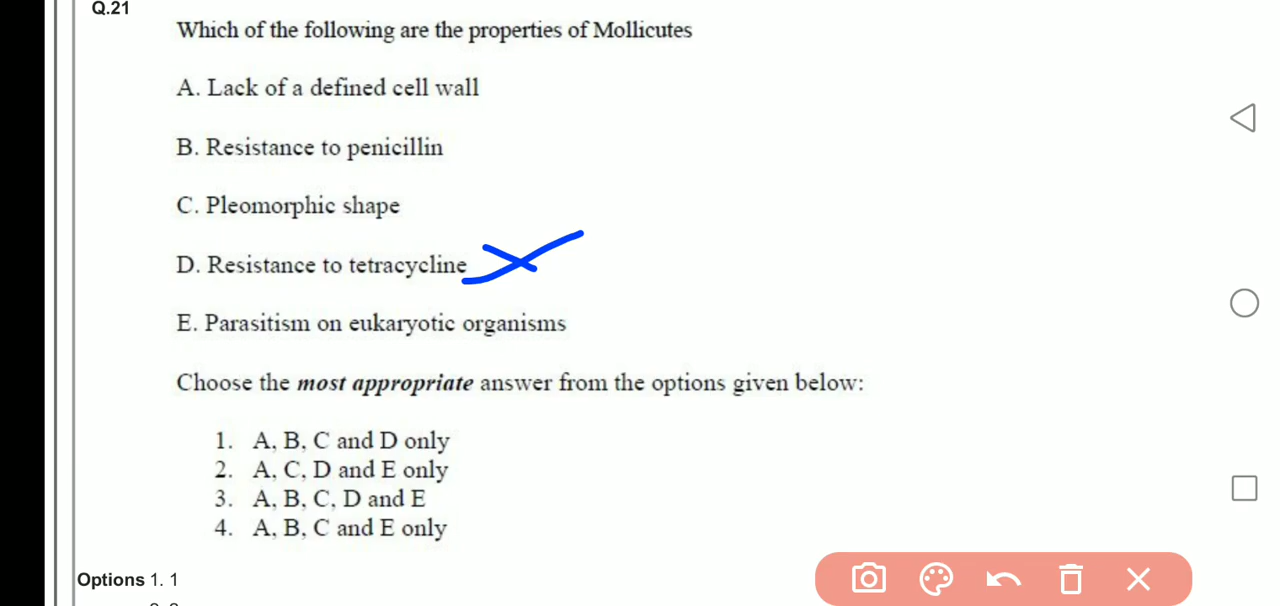 Q.21
Which of the following are the properties of Mollicutes
A. Lack of a defined cell wall
B. Resistance to penicillin
C. Pleomorphic shape
D. Resistance to tetracycline
E. Parasitism on eukaryotic organisms
Choose the most appropriate answer from the options given below:
1. A, B, C and D only
2. A, C, D and E only
3. A, B, C, D and E
4. A, B, C and E only
Options 1. 1